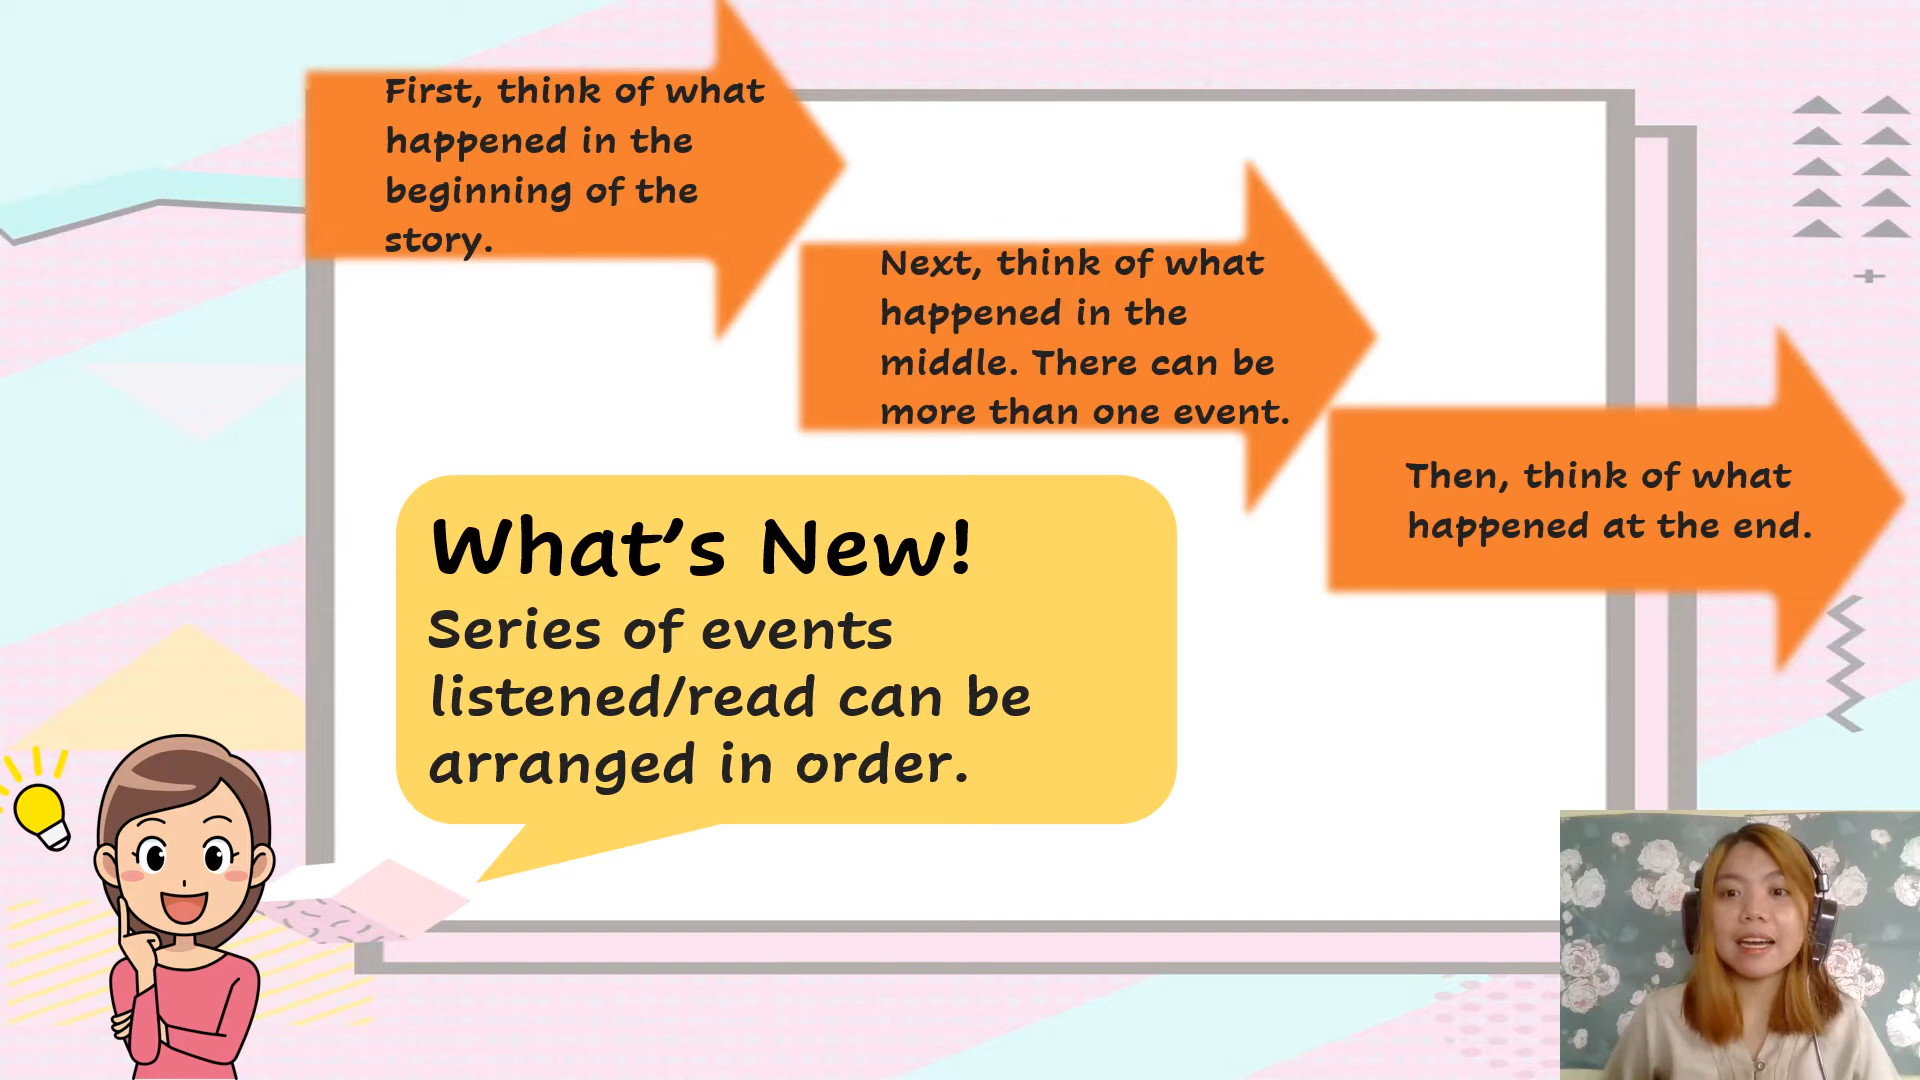 First, think of what
happened in the
beginning of the
story.
Next, think of what
happened in the
middle. There can be
more than one event.
Then, think of what
happened at the end.
What's New!
Series of events
listened/read can be
arranged in order.